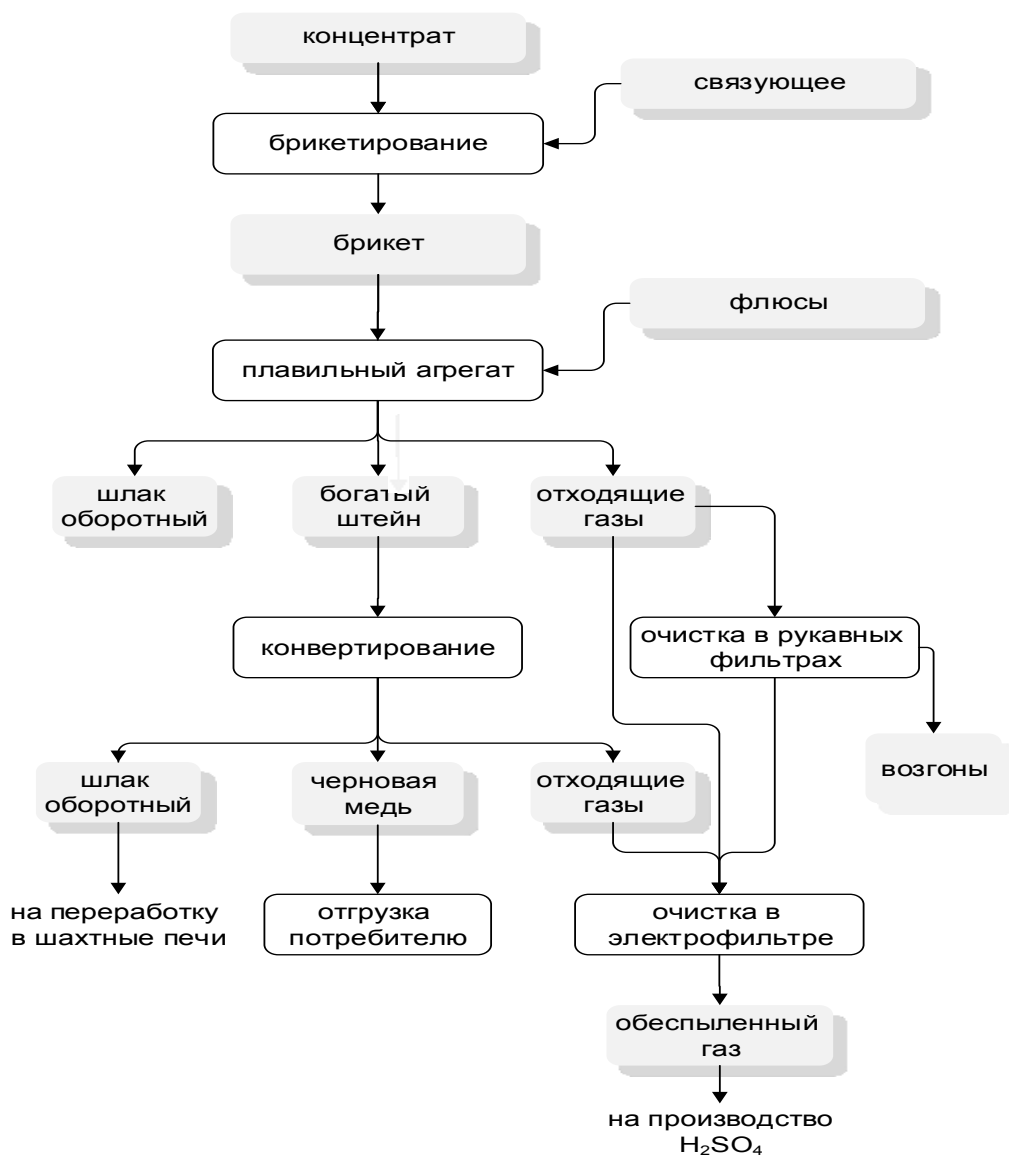 концентрат
связующее
брикетирование
брикет
флюсы
плавильный агрегат
шлак
оборотный
богатый
штейн
отходящие
газы
конвертирование
очистка в рукавных
фильтрах
шлак
оборотный
черновая
медь
отходящие
газы
возгоны
на переработку
в шахтные печи
отгрузка
потребителю
очистка в
электрофильтре
обеспыленный
газ
на производство
H₂SO₄